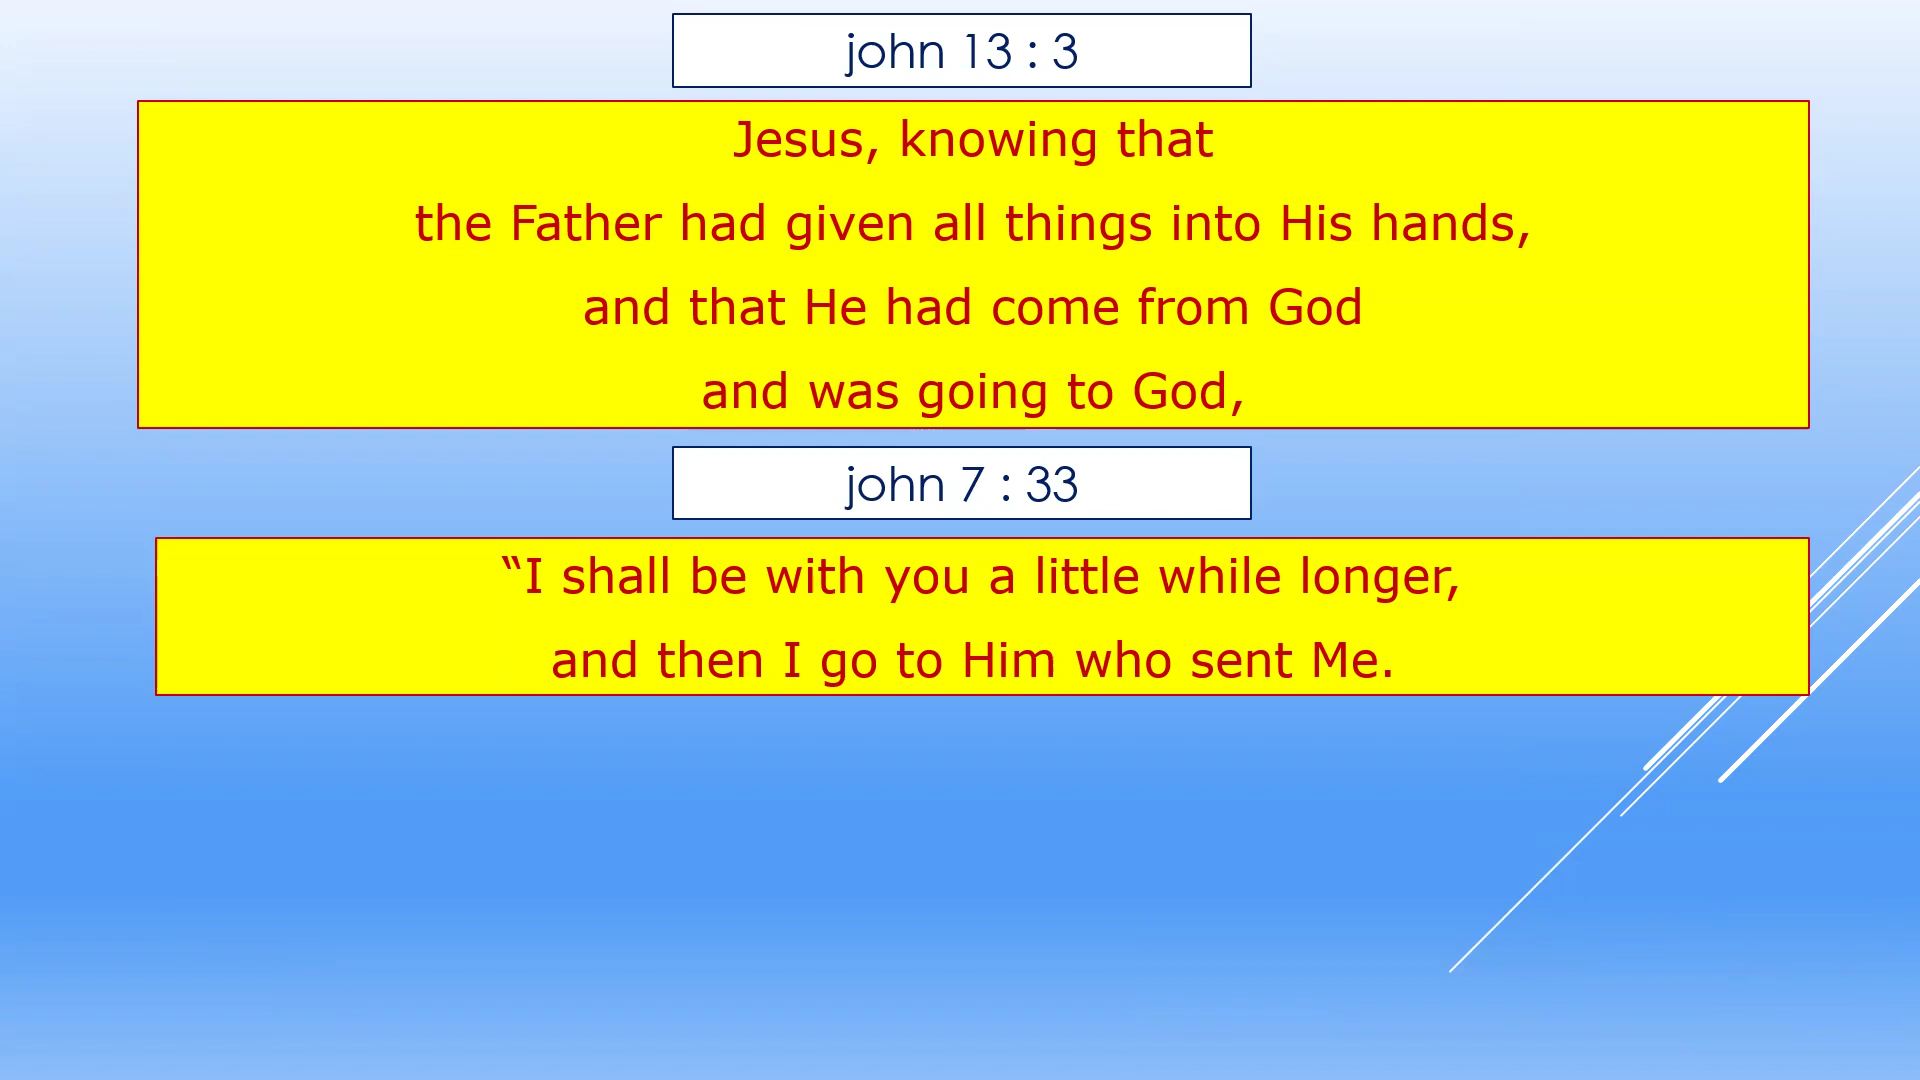 john 13 : 3
Jesus, knowing that
the Father had given all things into His hands,
and that He had come from God
and was going to God,
john 7 : 33
“I shall be with you a little while longer,
and then I go to Him who sent Me.